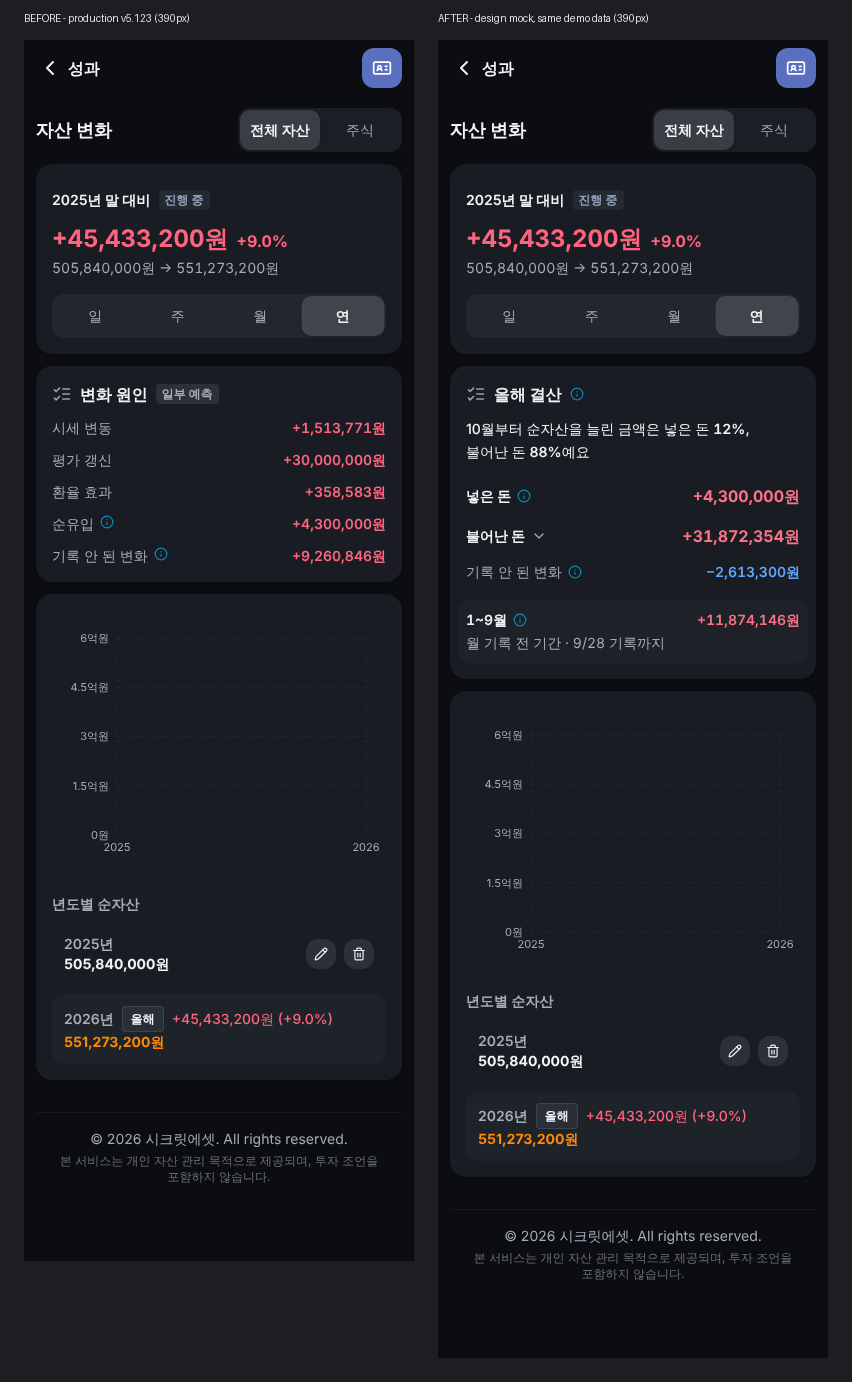 BEFORE - production v5.123 (390px)
성과
자산 변화
전체 자산
주식
2025년 말 대비
진행 중
+45,433,200원 +9.0%
505,840,000원 → 551,273,200원
일
주
월
연
변화 원인
일부 예측
시세 변동
+1,513,771원
평가 갱신
+30,000,000원
환율 효과
+358,583원
순유입
+4,300,000원
기록 안 된 변화
+9,260,846원
6억원
4.5억원
3억원
1.5억원
0원
2025
2026
년도별 순자산
2025년
505,840,000원
2026년 올해 +45,433,200원 (+9.0%)
551,273,200원
© 2026 시크릿에셋. All rights reserved.
본 서비스는 개인 자산 관리 목적으로 제공되며, 투자 조언을
포함하지 않습니다.
AFTER - design mock, same demo data (390px)
성과
자산 변화
전체 자산
주식
2025년 말 대비
진행 중
+45,433,200원 +9.0%
505,840,000원 → 551,273,200원
일
주
월
연
올해 결산
10월부터 순자산을 늘린 금액은 넣은 돈 12%,
불어난 돈 88%예요
넣은 돈
+4,300,000원
불어난 돈
+31,872,354원
기록 안 된 변화
−2,613,300원
1~9월
+11,874,146원
월 기록 전 기간 · 9/28 기록까지
6억원
4.5억원
3억원
1.5억원
0원
2025
2026
년도별 순자산
2025년
505,840,000원
2026년 올해 +45,433,200원 (+9.0%)
551,273,200원
© 2026 시크릿에셋. All rights reserved.
본 서비스는 개인 자산 관리 목적으로 제공되며, 투자 조언을
포함하지 않습니다.